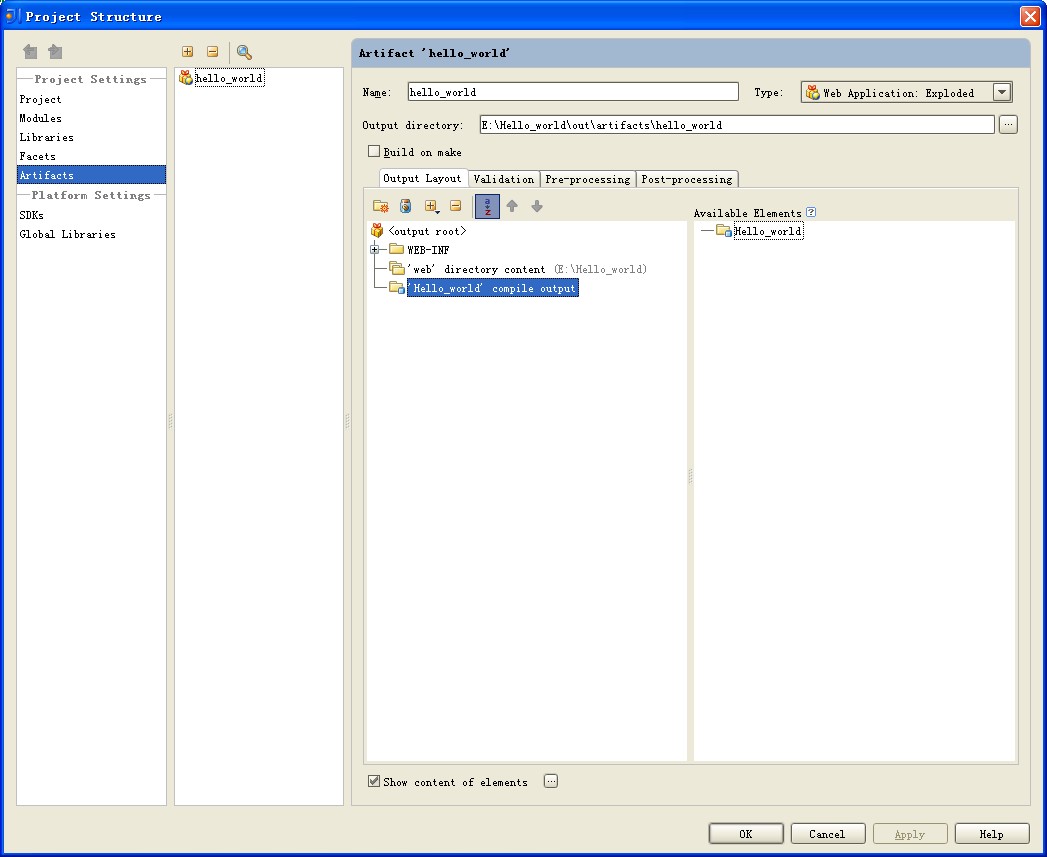 Project Structure
Project Settings
Project
Modules
Libraries
Facets
Artifacts
Platform Settings
SDKs
Global Libraries
hello_world
Artifact 'hello_world'
Name: hello_world Type: Web Application: Exploded
Output directory: E:\Hello_world\out\artifacts\hello_world ...
Build on make
Output Layout Validation Pre-processing Post-processing
a z
Available Elements ?
<output root>
WEB-INF
'web' directory content (E:\Hello_world)
'Hello_world' compile output
Hello_world
Show content of elements ...
OK Cancel Apply Help